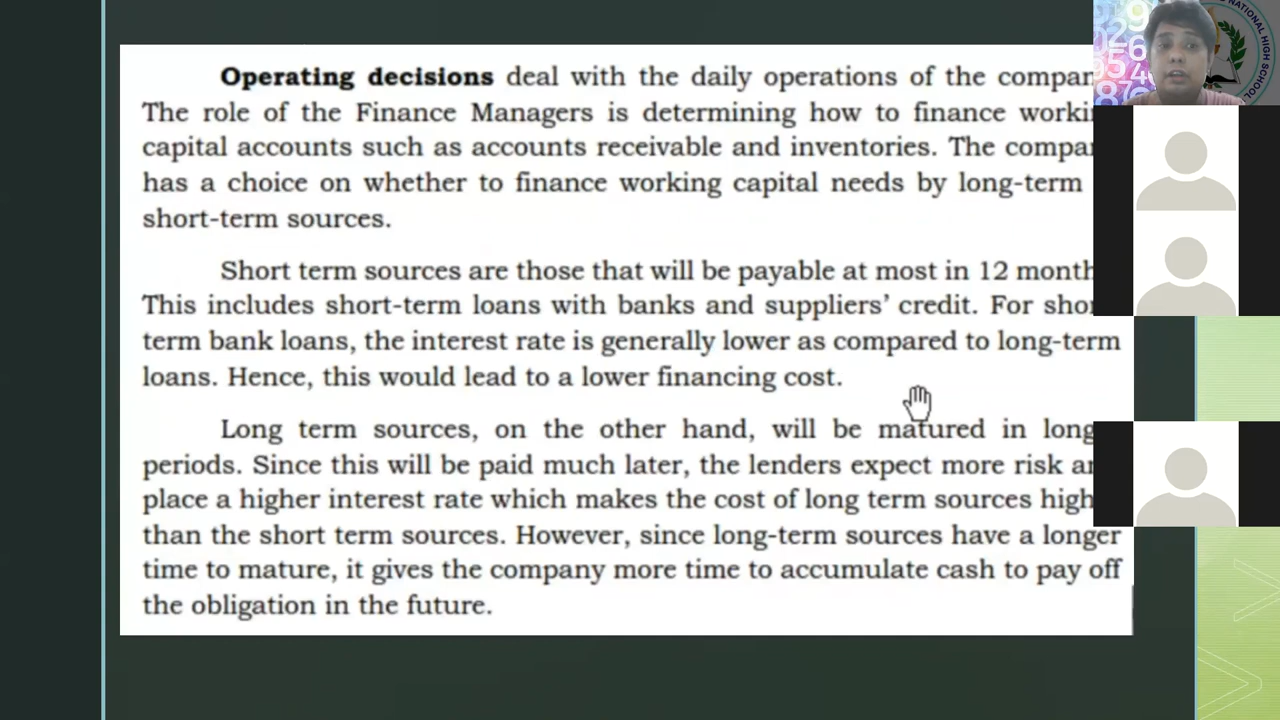 Operating decisions deal with the daily operations of the compan
The role of the Finance Managers is determining how to finance workin
capital accounts such as accounts receivable and inventories. The compan
has a choice on whether to finance working capital needs by long-term
short-term sources.
Short term sources are those that will be payable at most in 12 month
This includes short-term loans with banks and suppliers’ credit. For shor
term bank loans, the interest rate is generally lower as compared to long-term
loans. Hence, this would lead to a lower financing cost.
Long term sources, on the other hand, will be matured in long
periods. Since this will be paid much later, the lenders expect more risk an
place a higher interest rate which makes the cost of long term sources high
than the short term sources. However, since long-term sources have a longer
time to mature, it gives the company more time to accumulate cash to pay off
the obligation in the future.
NATIONAL HIGH SCHOOL